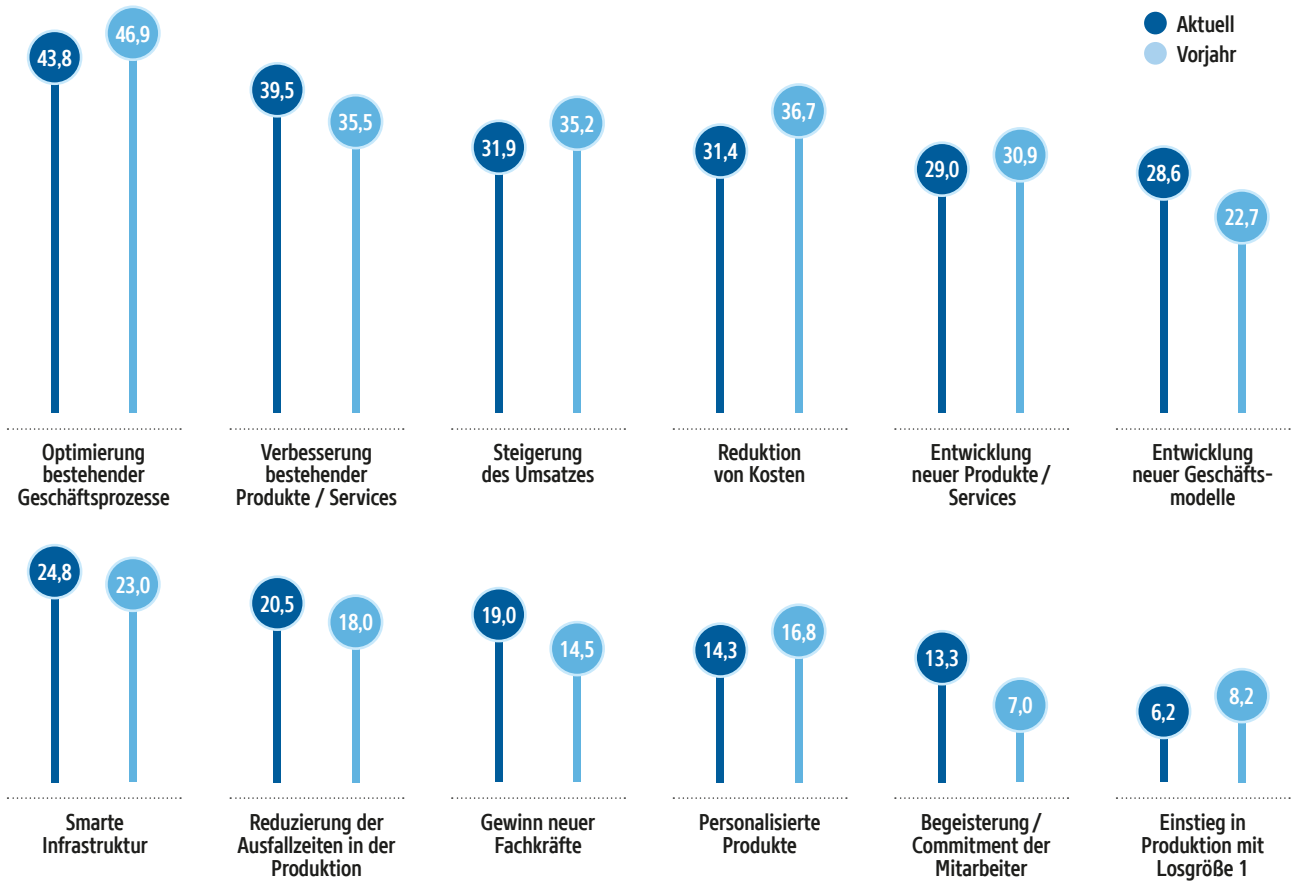 Aktuell
Vorjahr
43,8
46,9
39,5
35,5
31,9
35,2
31,4
36,7
29,0
30,9
28,6
22,7
Optimierung
bestehender
Geschäftsprozesse
Verbesserung
bestehender
Produkte / Services
Steigerung
des Umsatzes
Reduktion
von Kosten
Entwicklung
neuer Produkte /
Services
Entwicklung
neuer Geschäfts-
modelle
24,8
23,0
20,5
18,0
19,0
14,5
14,3
16,8
13,3
7,0
6,2
8,2
Smarte
Infrastruktur
Reduzierung der
Ausfallzeiten in der
Produktion
Gewinn neuer
Fachkräfte
Personalisierte
Produkte
Begeisterung /
Commitment der
Mitarbeiter
Einstieg in
Produktion mit
Losgröße 1